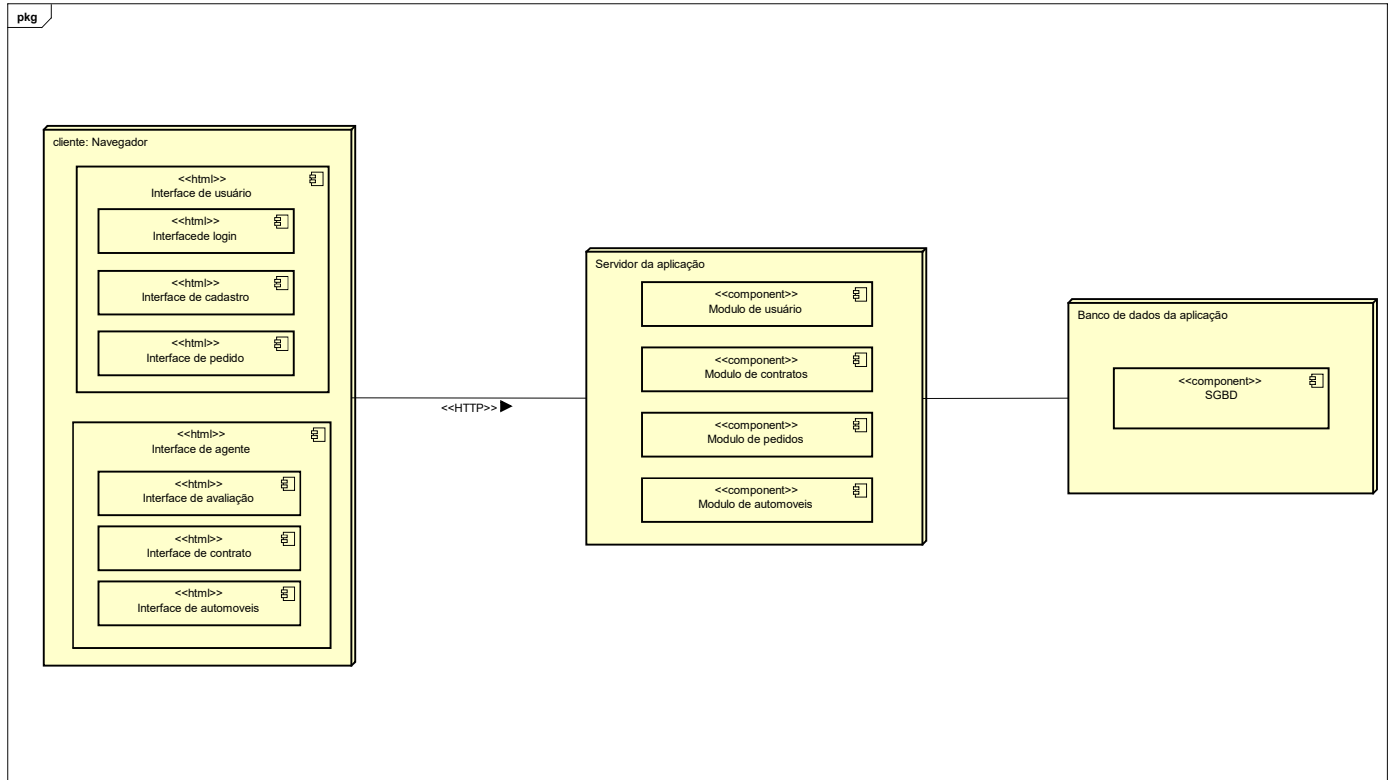 pkg
cliente: Navegador
<<html>>
Interface de usuário
<<html>>
Interfacede login
<<html>>
Interface de cadastro
<<html>>
Interface de pedido
<<html>>
Interface de agente
<<html>>
Interface de avaliação
<<html>>
Interface de contrato
<<html>>
Interface de automoveis
<<HTTP>>
Servidor da aplicação
<<component>>
Modulo de usuário
<<component>>
Modulo de contratos
<<component>>
Modulo de pedidos
<<component>>
Modulo de automoveis
Banco de dados da aplicação
<<component>>
SGBD